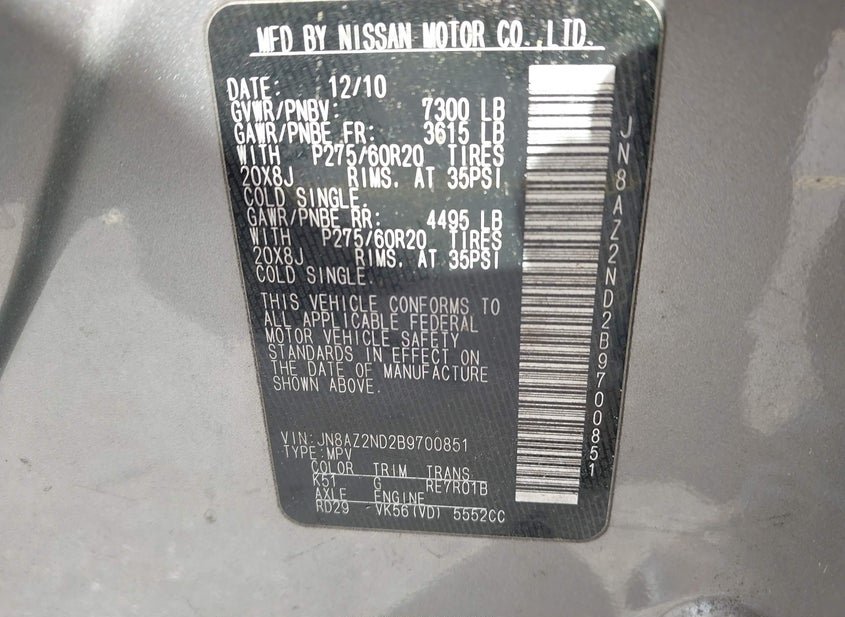 MFD BY NISSAN MOTOR CO.,LTD.
DATE: 12/10
GVWR/PNBV: 7300 LB
GAWR/PNBE FR: 3615 LB
WITH P275/60R20 TIRES
20X8J RIMS. AT 35PSI
COLD SINGLE.
GAWR/PNBE RR: 4495 LB
WITH P275/60R20 TIRES
20X8J RIMS. AT 35PSI
COLD SINGLE.
THIS VEHICLE CONFORMS TO
ALL APPLICABLE FEDERAL
MOTOR VEHICLE SAFETY
STANDARDS IN EFFECT ON
THE DATE OF MANUFACTURE
SHOWN ABOVE.
VIN: JN8AZ2ND2B9700851
TYPE: MPV
COLOR TRIM TRANS
K51 G RE7R01B
AXLE ENGINE
RD29 VK56(VD) 5552CC
JN8AZ2ND2B9700851